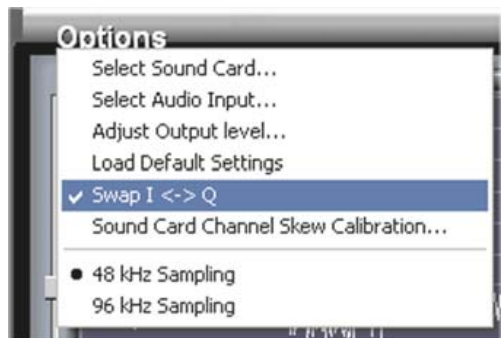 Options
Select Sound Card...
Select Audio Input...
Adjust Output level...
Load Default Settings
Swap I <-> Q
Sound Card Channel Skew Calibration...
48 kHz Sampling
96 kHz Sampling